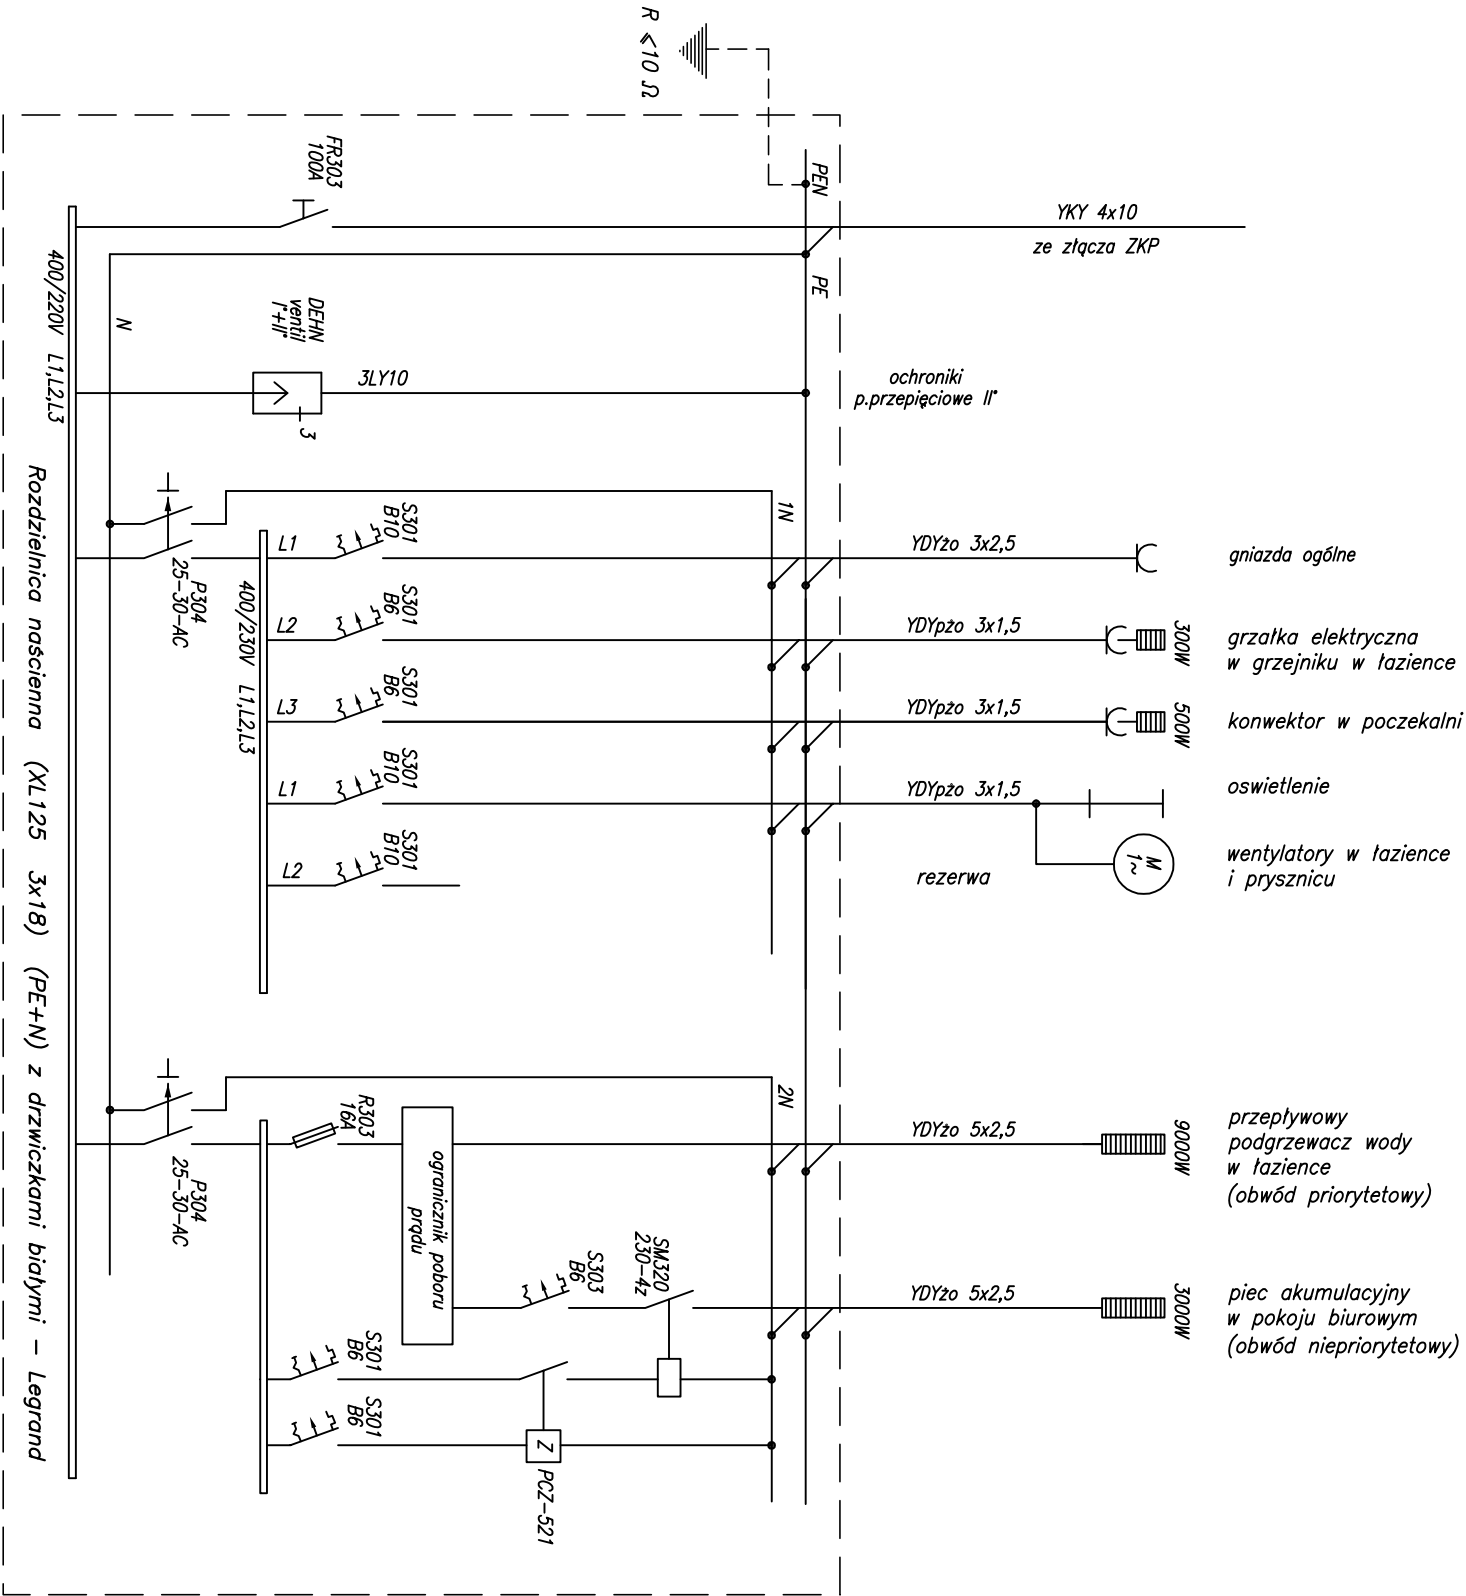 R ≤10 Ω
FR303
100A
PEN
YKY 4x10
ze złącza ZKP
PE
400/220V L1,L2,L3
N
DEHN
ventil
I°+II°
3LY10
3
ochroniki
p.przepięciowe II°
P304
25-30-AC
400/230V L1,L2,L3
1N
L1
S301
B10
YDYżo 3x2,5
gniazda ogólne
L2
S301
B6
YDYpżo 3x1,5
300W
grzałka elektryczna
w grzejniku w łazience
L3
S301
B6
YDYpżo 3x1,5
500W
konwektor w poczekalni
L1
S301
B10
YDYpżo 3x1,5
oswietlenie
M
1~
wentylatory w łazience
i prysznicu
L2
S301
B10
rezerwa
P304
25-30-AC
2N
R303
16A
ogranicznik poboru
prądu
YDYżo 5x2,5
9000W
przepływowy
podgrzewacz wody
w łazience
(obwód priorytetowy)
S303
B6
SM320
230-4z
YDYżo 5x2,5
3000W
piec akumulacyjny
w pokoju biurowym
(obwód niepriorytetowy)
S301
B6
S301
B6
Z
PCZ-521
Rozdzielnica naścienna (XL125 3x18) (PE+N) z drzwiczkami białymi - Legrand